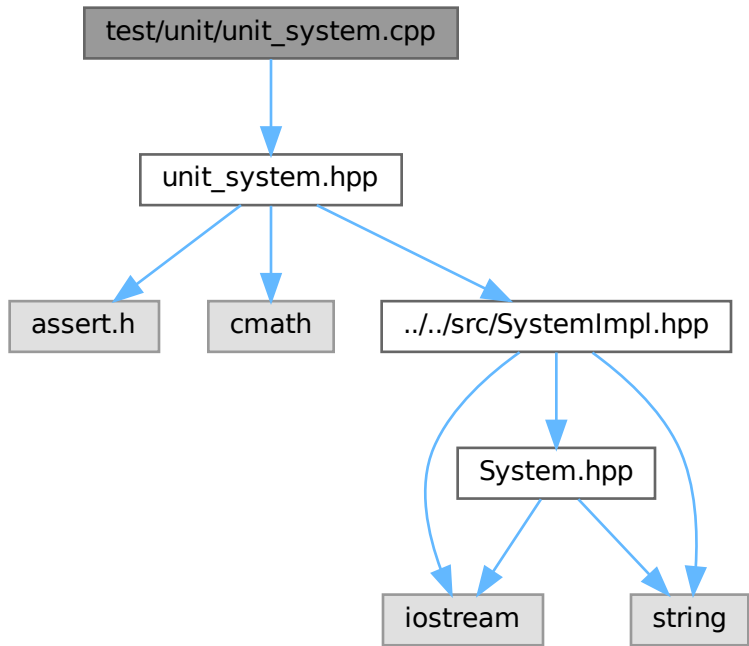 test/unit/unit_system.cpp
unit_system.hpp
assert.h
cmath
../../src/SystemImpl.hpp
System.hpp
iostream
string